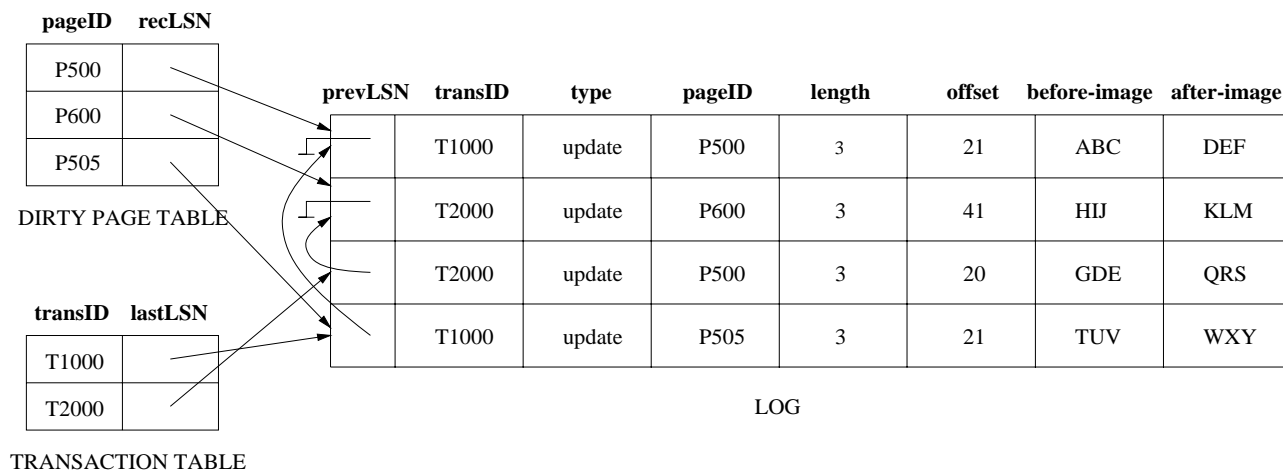 pageID recLSN
P500
P600
P505
DIRTY PAGE TABLE
transID lastLSN
T1000
T2000
TRANSACTION TABLE
prevLSN transID type pageID length offset before-image after-image
T1000 update P500 3 21 ABC DEF
T2000 update P600 3 41 HIJ KLM
T2000 update P500 3 20 GDE QRS
T1000 update P505 3 21 TUV WXY
LOG